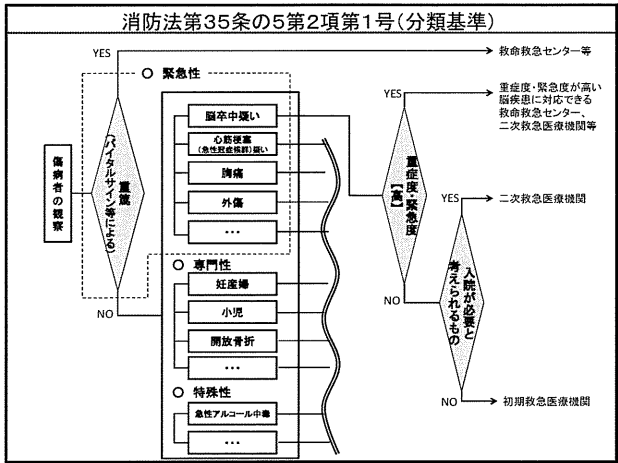 消防法第35条の5第2項第1号(分類基準)
YES
救命救急センター等
○ 緊急性
脳卒中疑い
心筋梗塞
(急性冠症候群)疑い
胸痛
外傷
・・・
○ 専門性
妊産婦
小児
開放骨折
・・・
○ 特殊性
急性アルコール中毒
・・・
傷病者の観察
重篤
(バイタルサイン等による)
NO
YES
重症度・緊急度が高い
脳疾患に対応できる
救命救急センター、
二次救急医療機関等
重症度・緊急度
【高】
YES
二次救急医療機関
NO
入院が必要と
考えられるもの
NO
初期救急医療機関